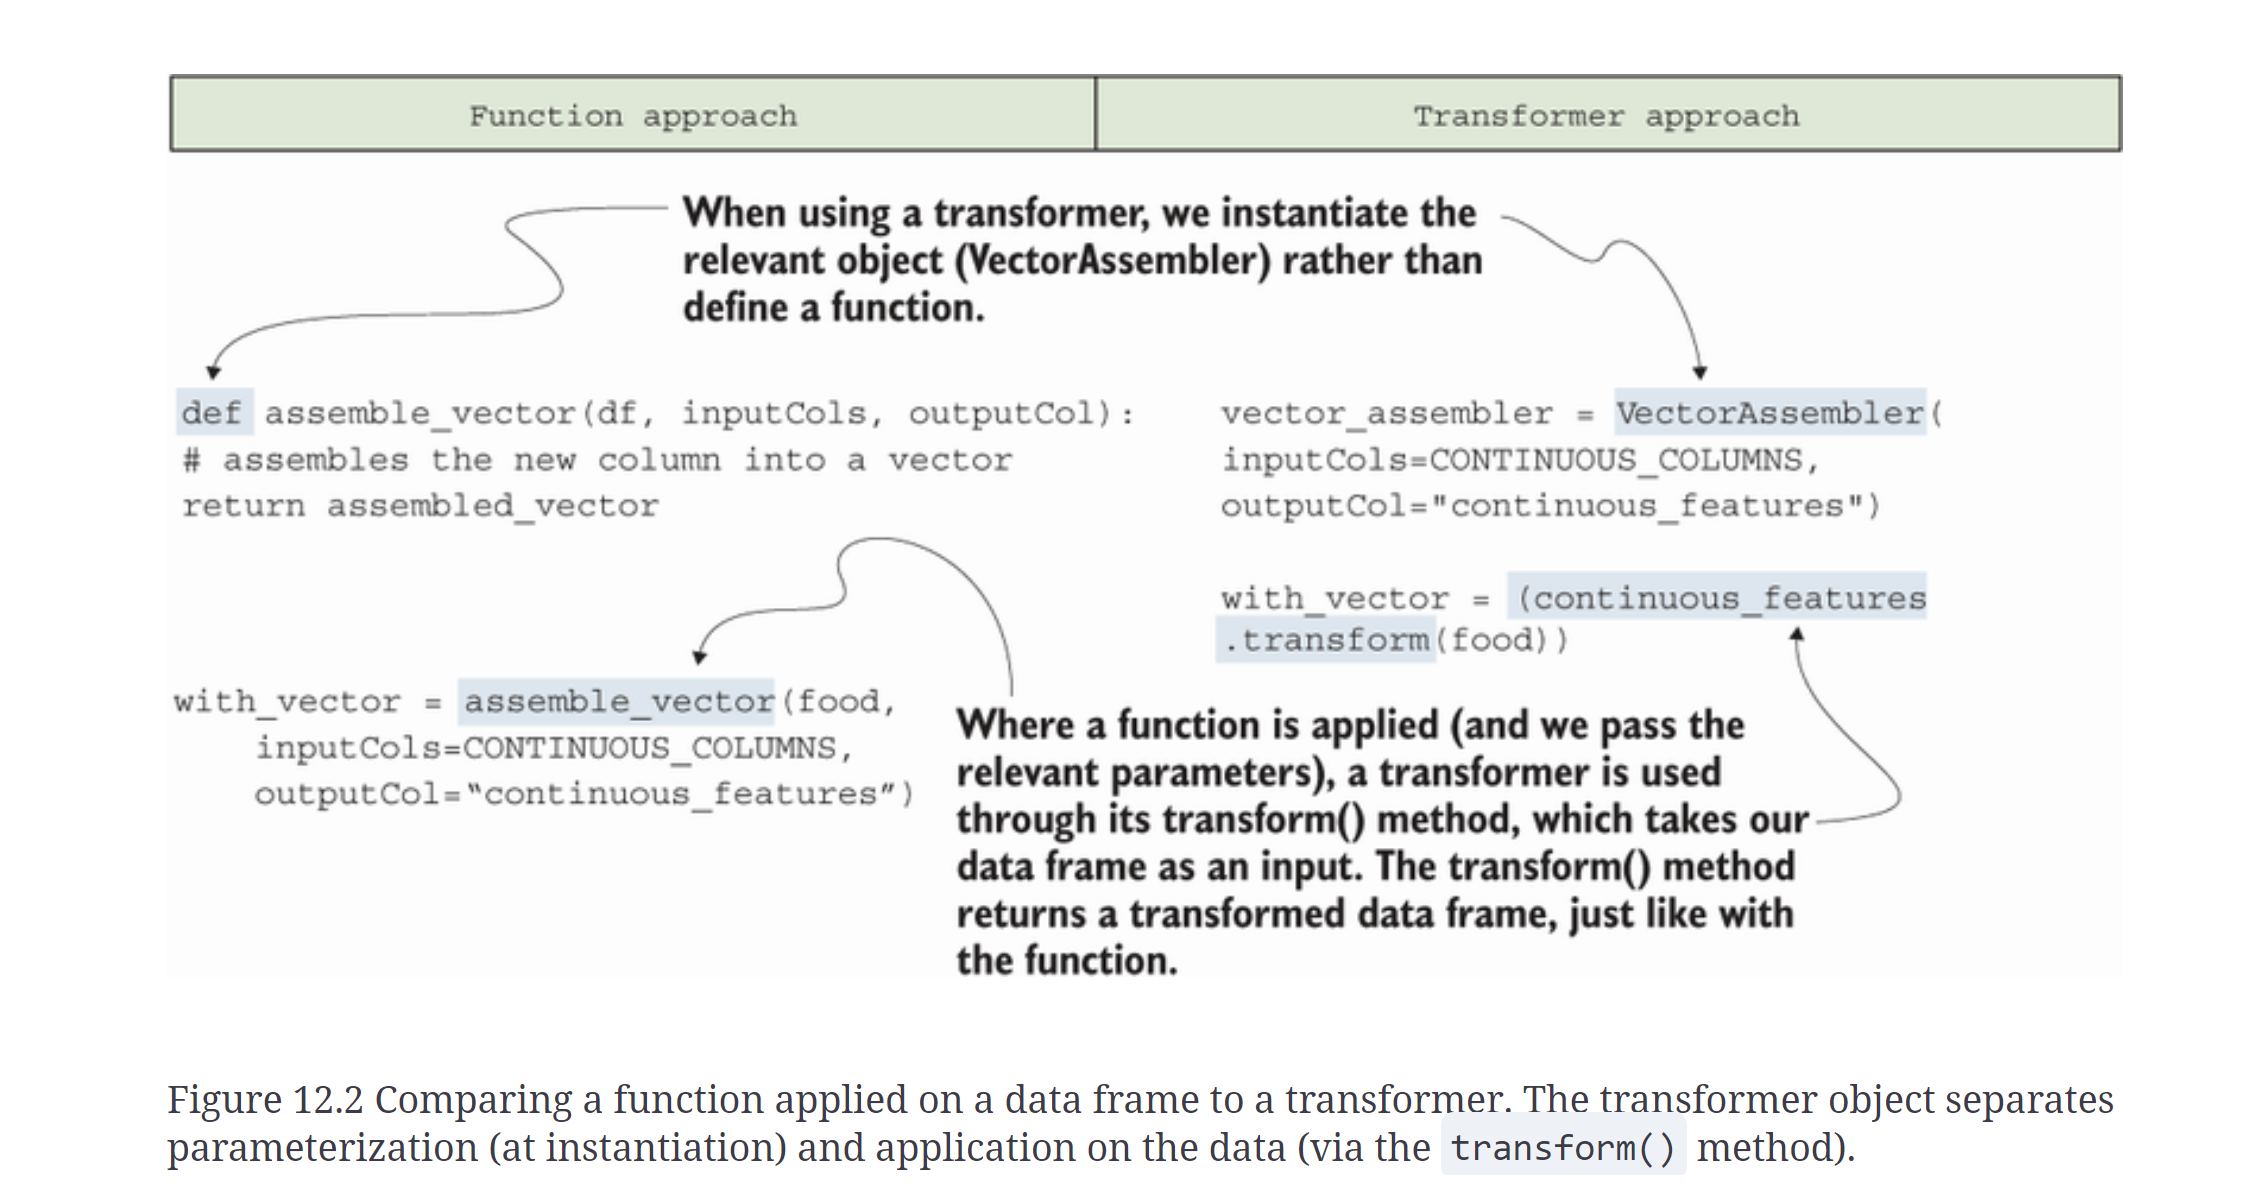 Function approach
Transformer approach
When using a transformer, we instantiate the
relevant object (VectorAssembler) rather than
define a function.
def assemble_vector(df, inputCols, outputCol):
# assembles the new column into a vector
return assembled_vector
vector_assembler = VectorAssembler(
inputCols=CONTINUOUS_COLUMNS,
outputCol="continuous_features")
with_vector = (continuous_features
.transform(food))
with_vector = assemble_vector(food,
inputCols=CONTINUOUS_COLUMNS,
outputCol=“continuous_features”)
Where a function is applied (and we pass the
relevant parameters), a transformer is used
through its transform() method, which takes our
data frame as an input. The transform() method
returns a transformed data frame, just like with
the function.
Figure 12.2 Comparing a function applied on a data frame to a transformer. The transformer object separates
parameterization (at instantiation) and application on the data (via the transform() method).